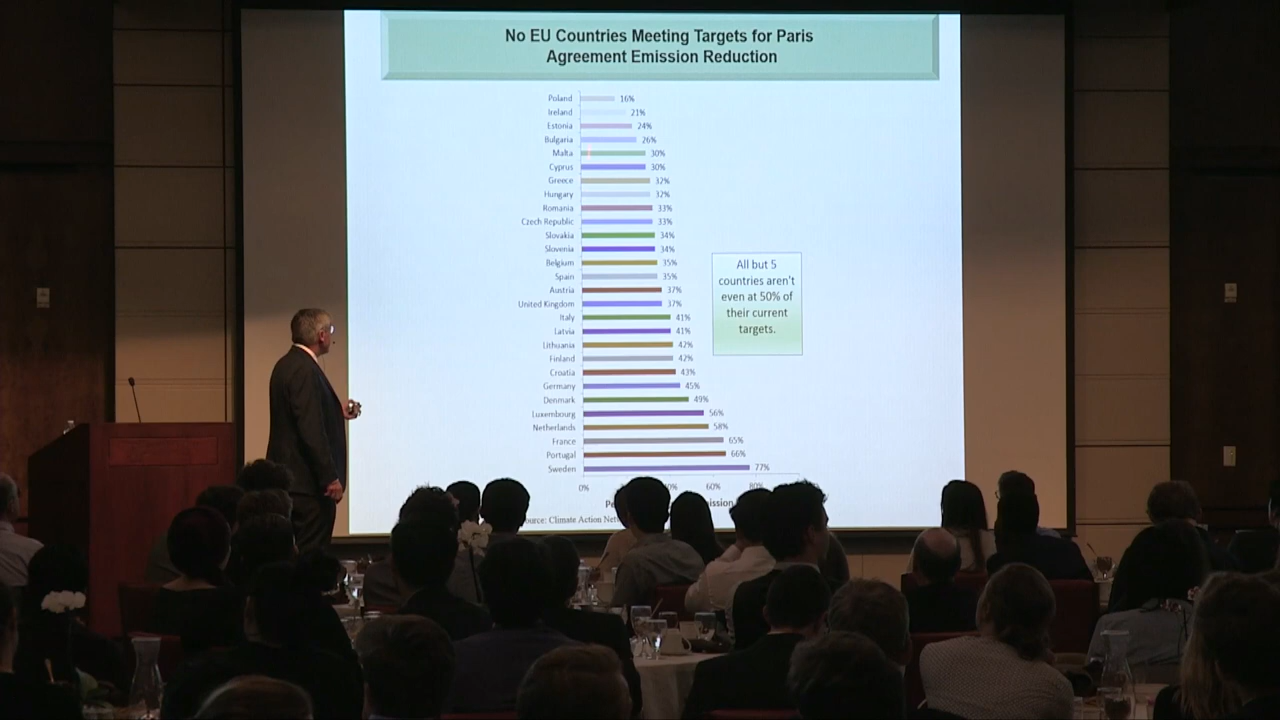 No EU Countries Meeting Targets for Paris
Agreement Emission Reduction
Poland 16%
Ireland 21%
Estonia 24%
Bulgaria 26%
Malta 30%
Cyprus 30%
Greece 32%
Hungary 32%
Romania 33%
Czech Republic 33%
Slovakia 34%
Slovenia 34%
Belgium 35%
Spain 35%
Austria 37%
United Kingdom 37%
Italy 41%
Latvia 41%
Lithuania 42%
Finland 42%
Croatia 43%
Germany 45%
Denmark 49%
Luxembourg 56%
Netherlands 58%
France 65%
Portugal 66%
Sweden 77%
All but 5
countries aren't
even at 50% of
their current
targets.
0% 60% 80%
Climate Action